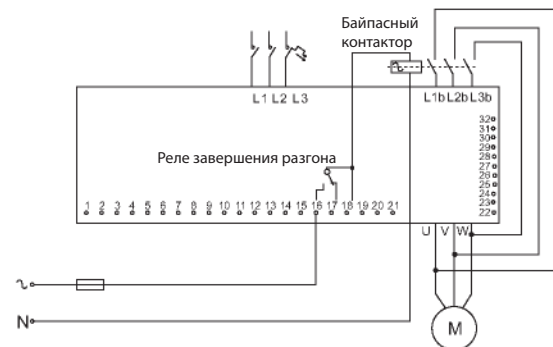 Байпасный
контактор
L1 L2 L3
L1b L2b L3b
Реле завершения разгона
32
31
30
29
28
27
26
25
24
23
22
1 2 3 4 5 6 7 8 9 10 11 12 13 14 15 16 17 18 19 20 21
U V W
N
M